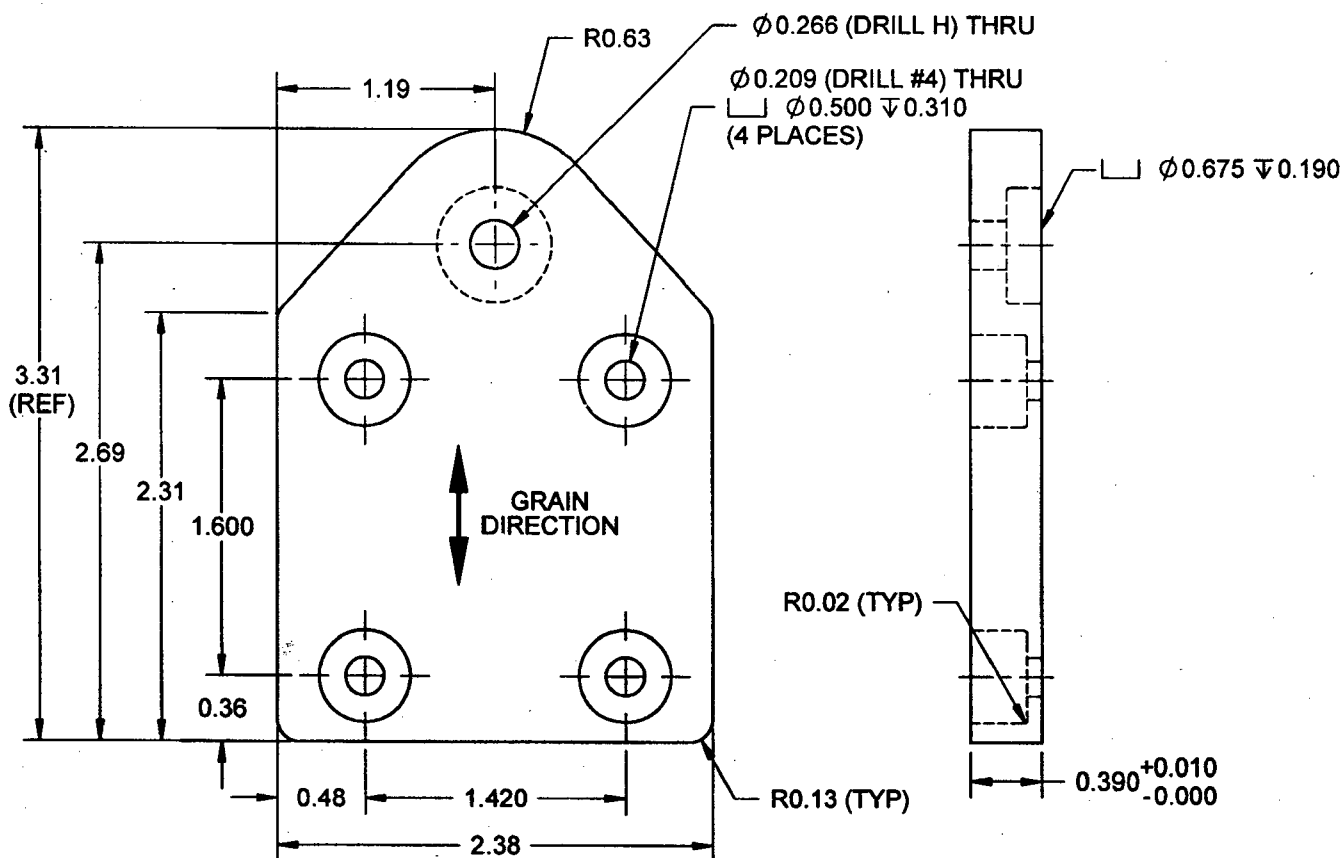 R0.63
Ø0.266 (DRILL H) THRU
1.19
Ø0.209 (DRILL #4) THRU
⌴ Ø0.500 ↧0.310
(4 PLACES)
⌴ Ø0.675 ↧0.190
3.31
(REF)
2.69
2.31
1.600
GRAIN
DIRECTION
R0.02 (TYP)
0.36
0.390 +0.010
-0.000
0.48
1.420
R0.13 (TYP)
2.38